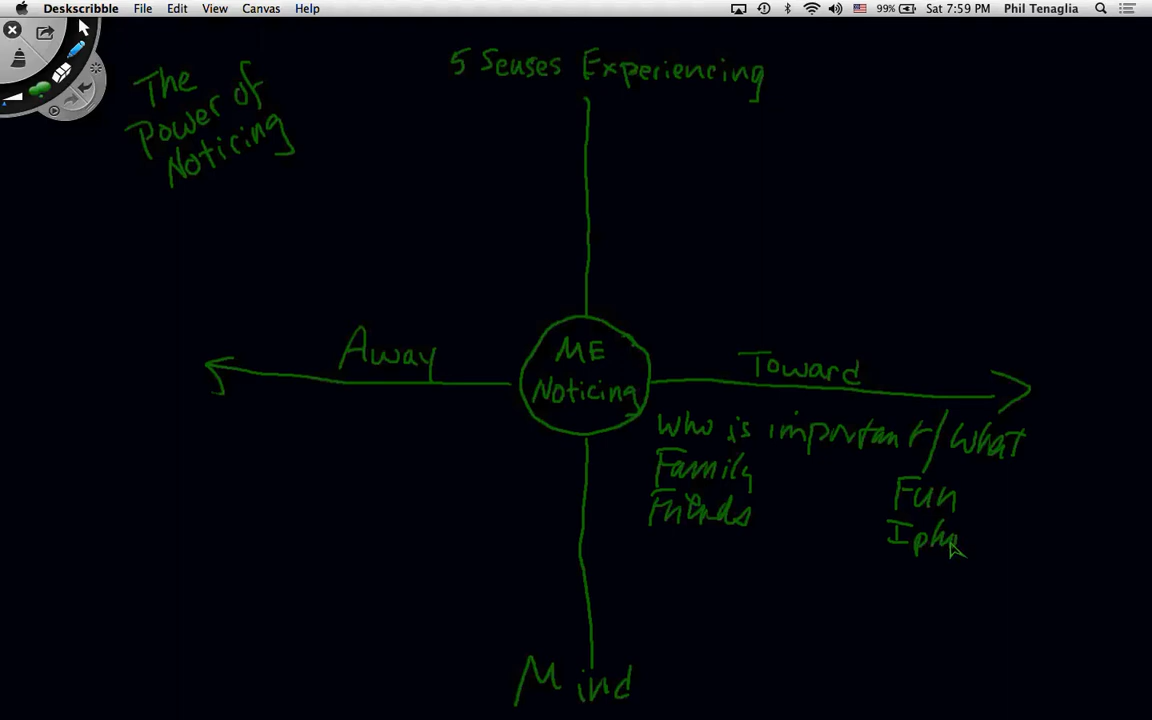 Deskscribble File Edit View Canvas Help 99% Sat 7:59 PM Phil Tenaglia
The
Power of
Noticing
5 Senses Experiencing
Away
ME
Noticing
Toward
Who is important/What
Family
Friends
Fun
Ipho
Mind